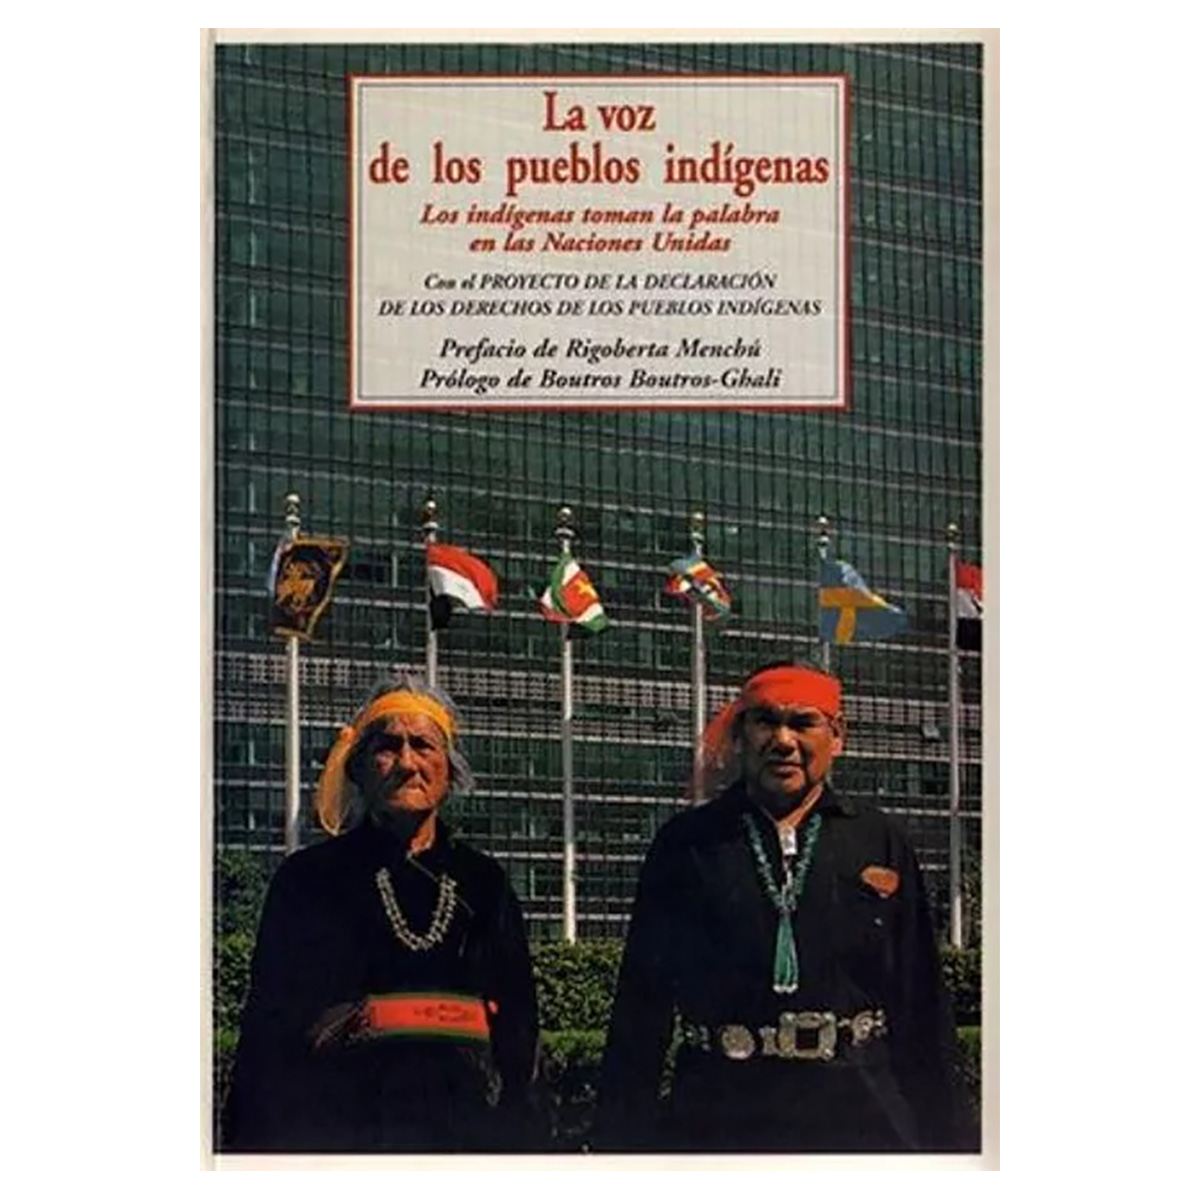 La voz
de los pueblos indígenas
Los indígenas toman la palabra
en las Naciones Unidas
Con el PROYECTO DE LA DECLARACIÓN
DE LOS DERECHOS DE LOS PUEBLOS INDÍGENAS
Prefacio de Rigoberta Menchú
Prólogo de Boutros Boutros-Ghali